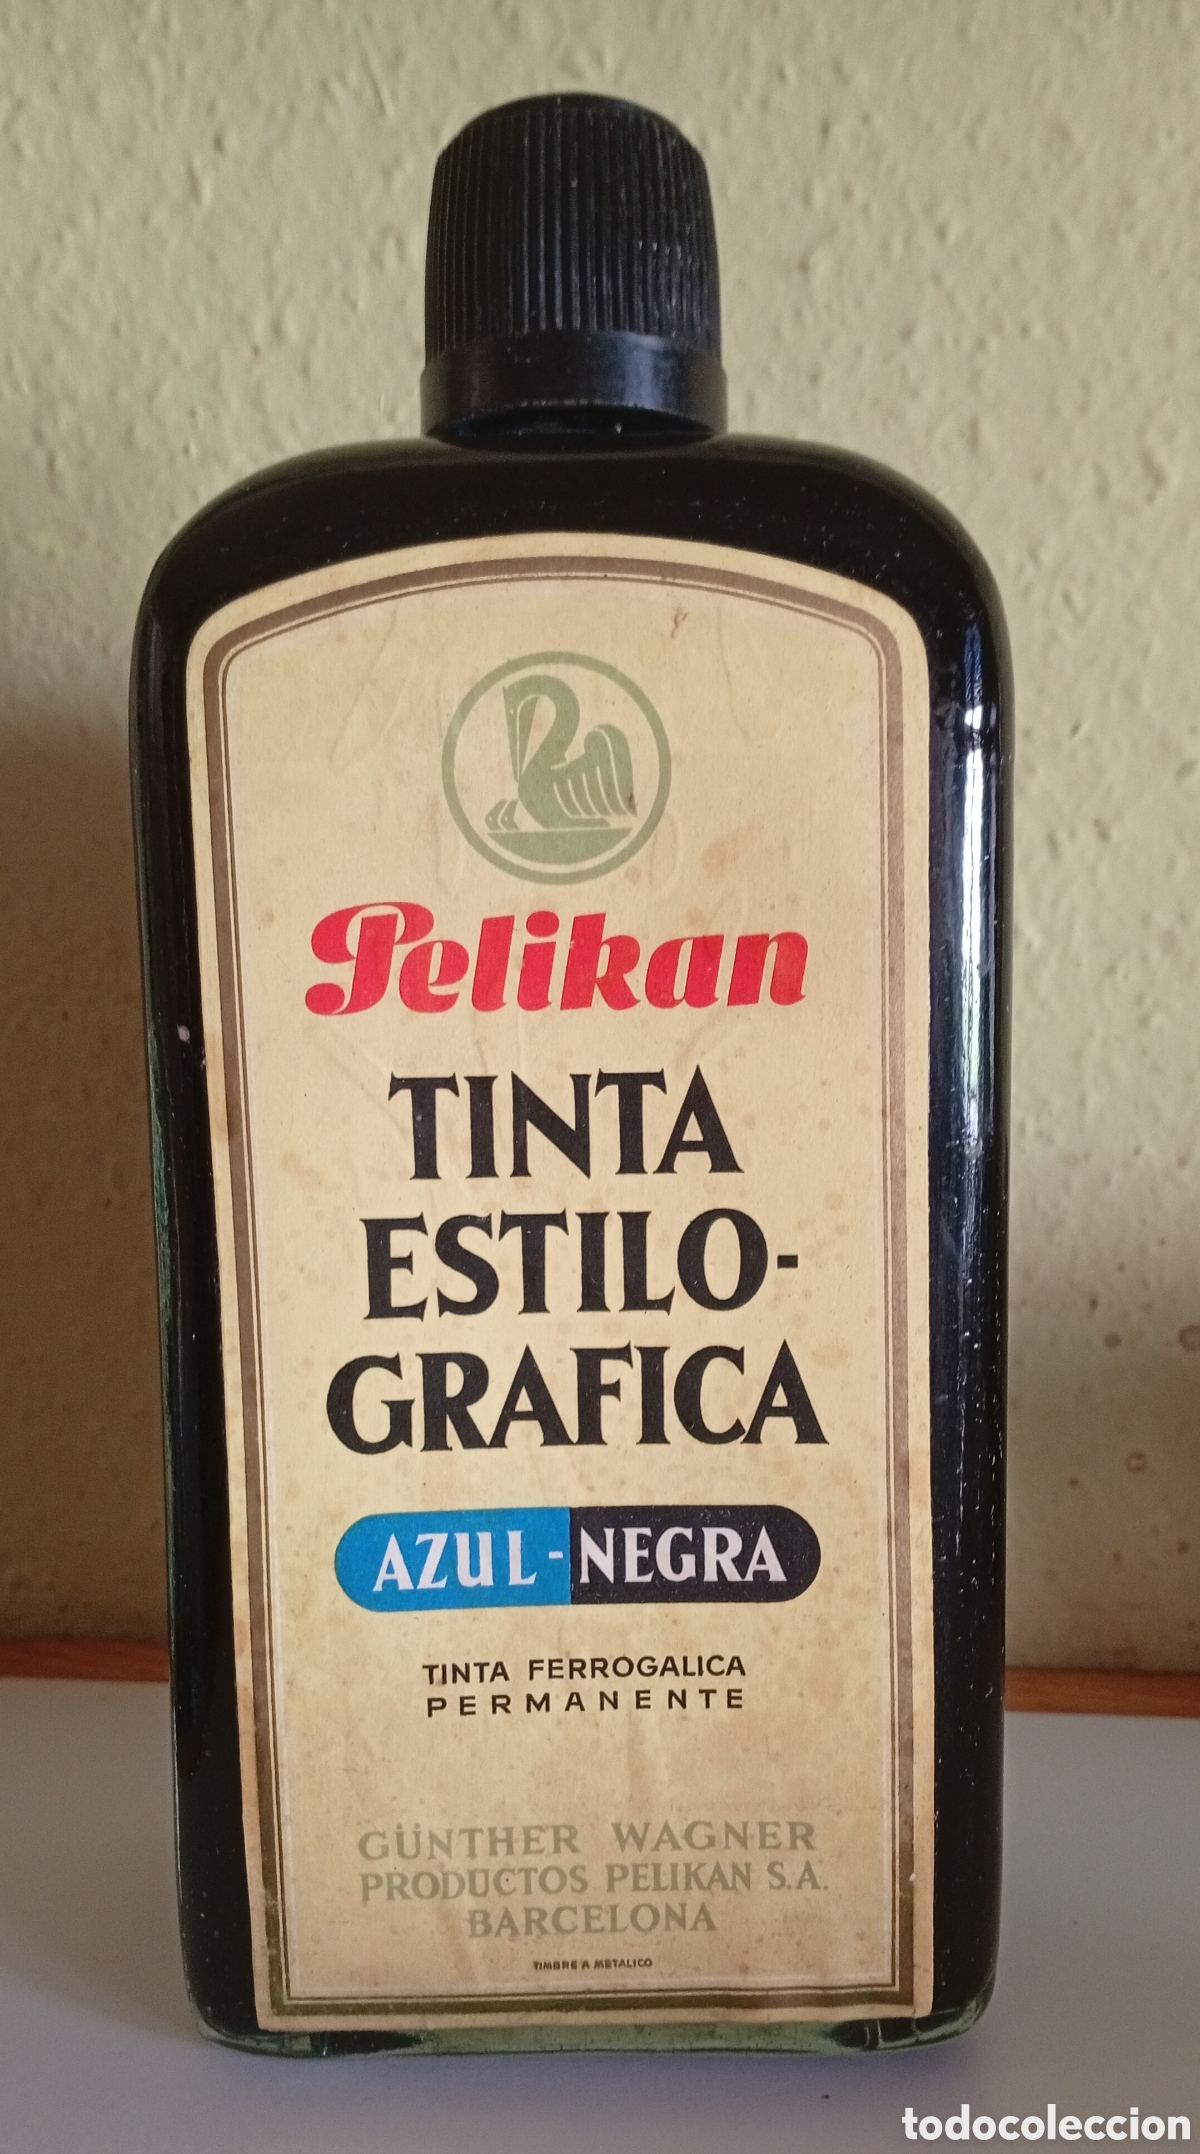 Pelikan
TINTA
ESTILO-
GRAFICA
AZUL-NEGRA
TINTA FERROGALICA
PERMANENTE
GÜNTHER WAGNER
PRODUCTOS PELIKAN S.A.
BARCELONA
TIMBRE A METALICO
todocoleccion